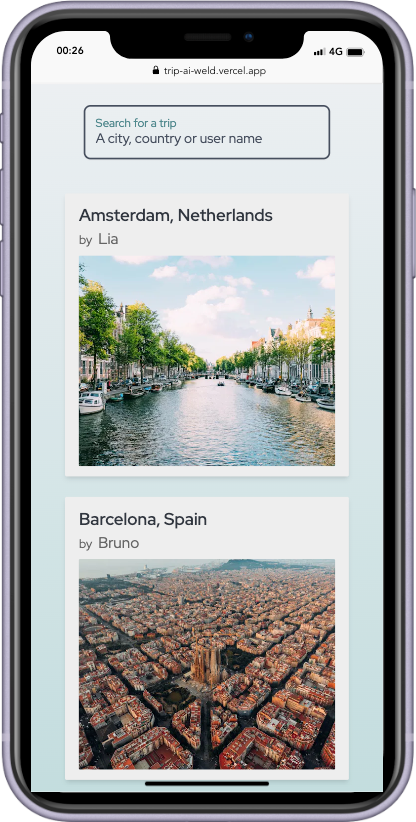 00:26
4G
trip-ai-weld.vercel.app
Search for a trip
A city, country or user name
Amsterdam, Netherlands
by Lia
Barcelona, Spain
by Bruno